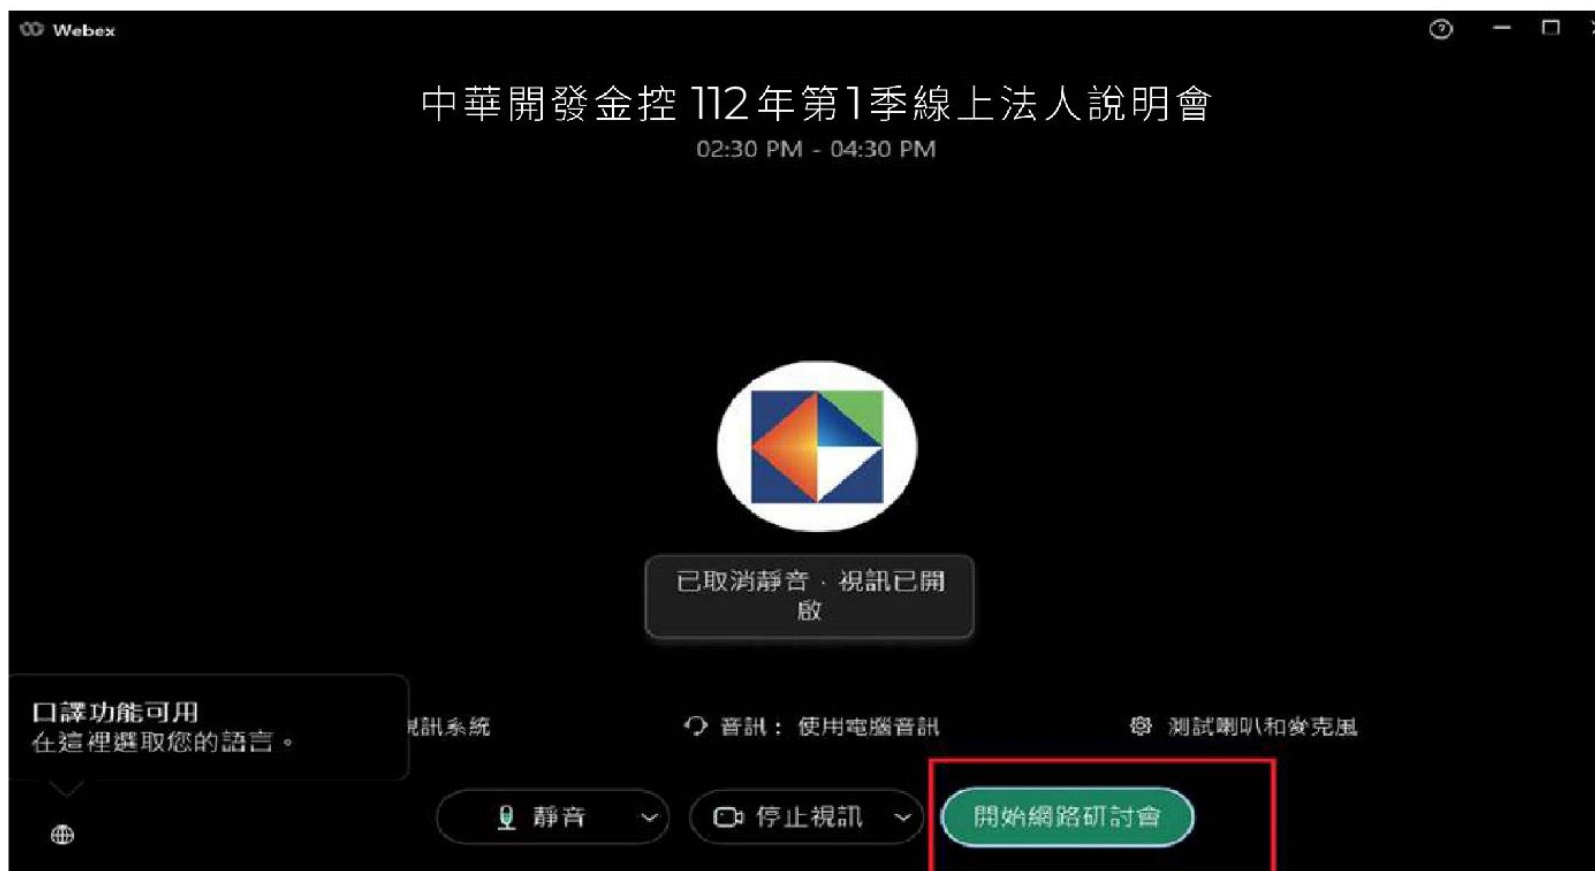 Webex
中華開發金控 112年第1季線上法人說明會
02:30 PM - 04:30 PM
已取消靜音、視訊已開
啟
口譯功能可用
在這裡選取您的語言。
視訊系統
音訊： 使用電腦音訊
測試喇叭和麥克風
靜音
停止視訊
開始網路研討會